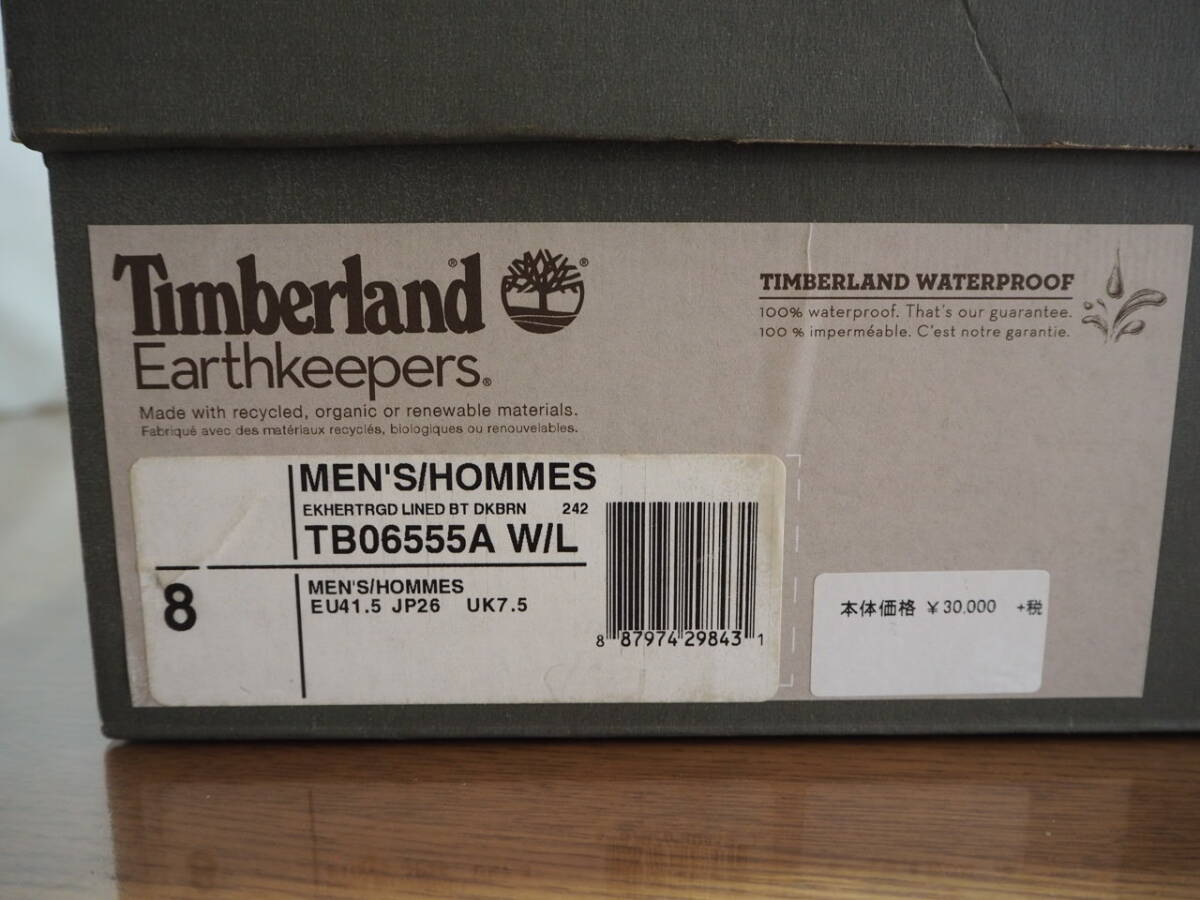 Timberland®
®
Earthkeepers®
Made with recycled, organic or renewable materials.
Fabriqué avec des matériaux recyclés, biologiques ou renouvelables.
TIMBERLAND WATERPROOF
100% waterproof. That's our guarantee.
100 % imperméable. C'est notre garantie.
MEN'S/HOMMES
EKHERTRGD LINED BT DKBRN 242
TB06555A W/L
8
MEN'S/HOMMES
EU41.5 JP26 UK7.5
8 87974 29843 1
本体価格 ¥30,000 +税